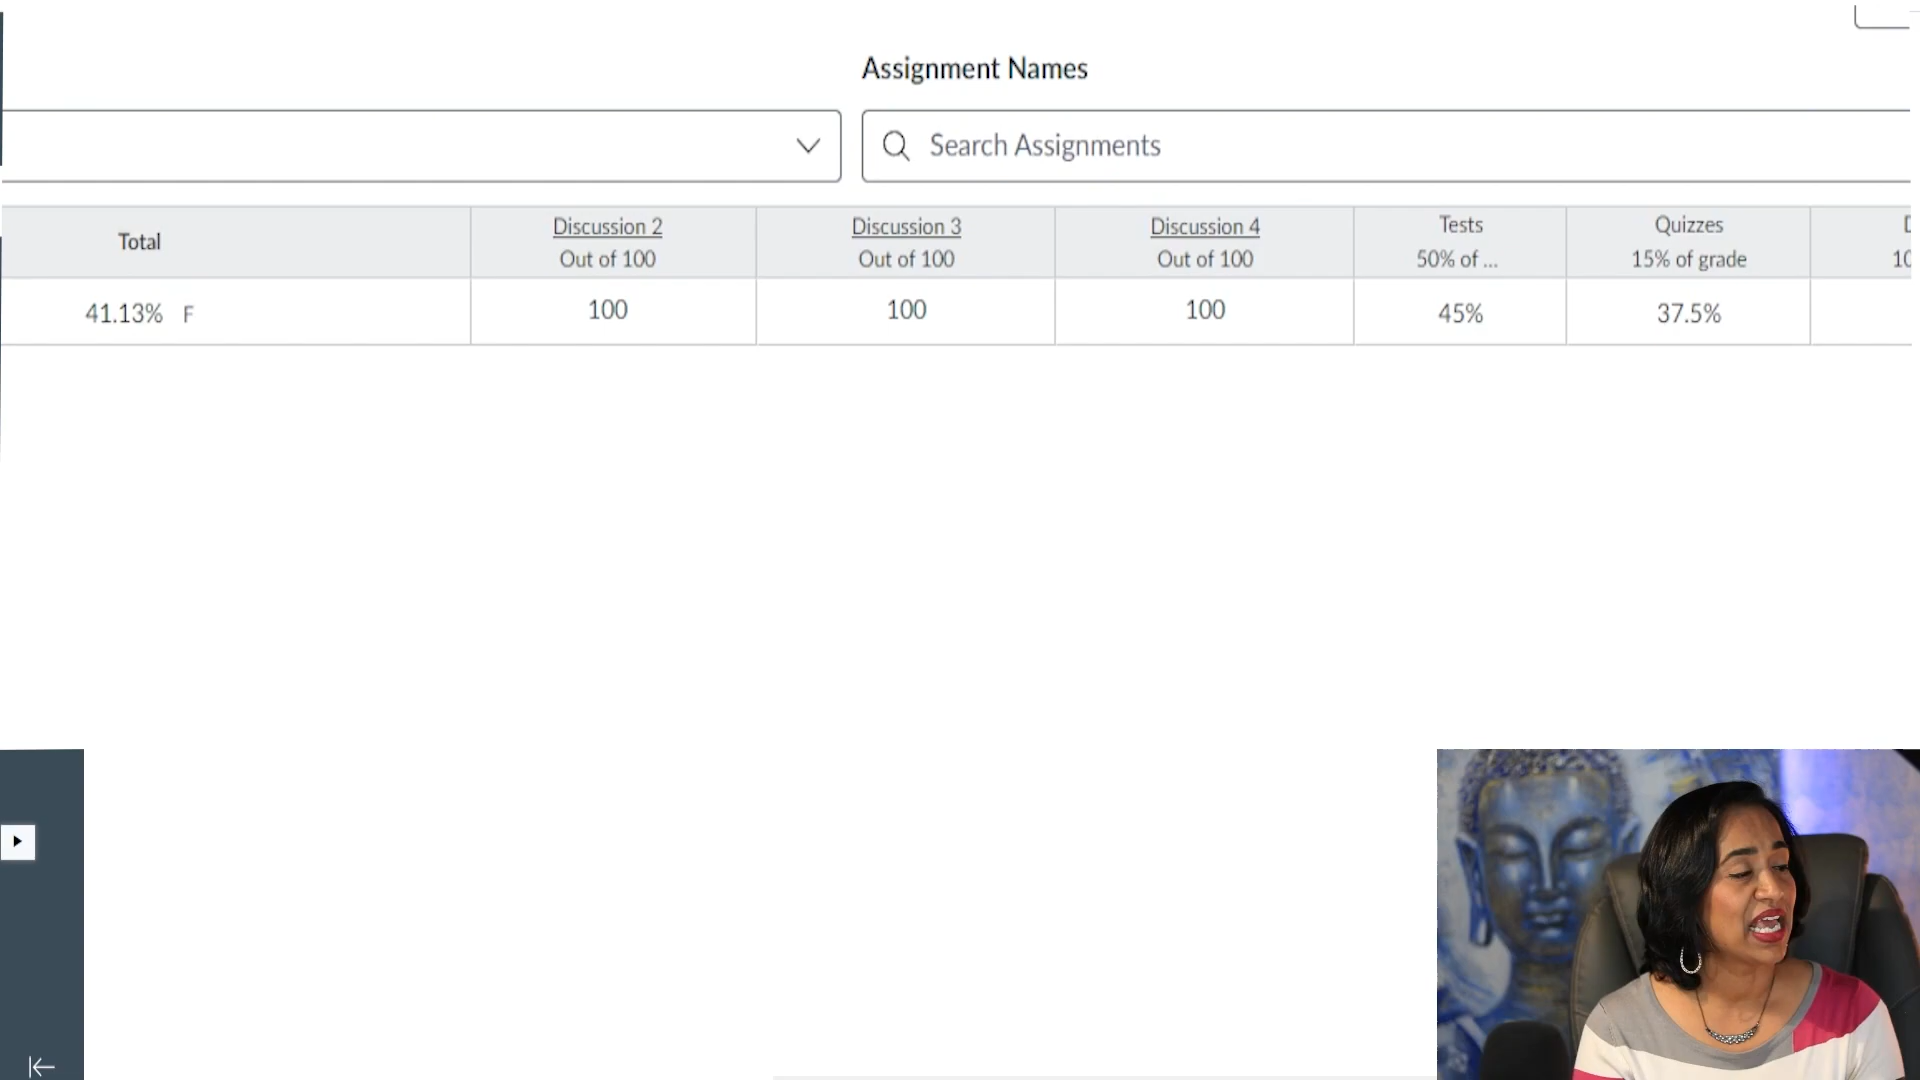 Assignment Names
Search Assignments
Total
Discussion 2
Out of 100
Discussion 3
Out of 100
Discussion 4
Out of 100
Tests
50% of ...
Quizzes
15% of grade
10
41.13% F
100
100
100
45%
37.5%